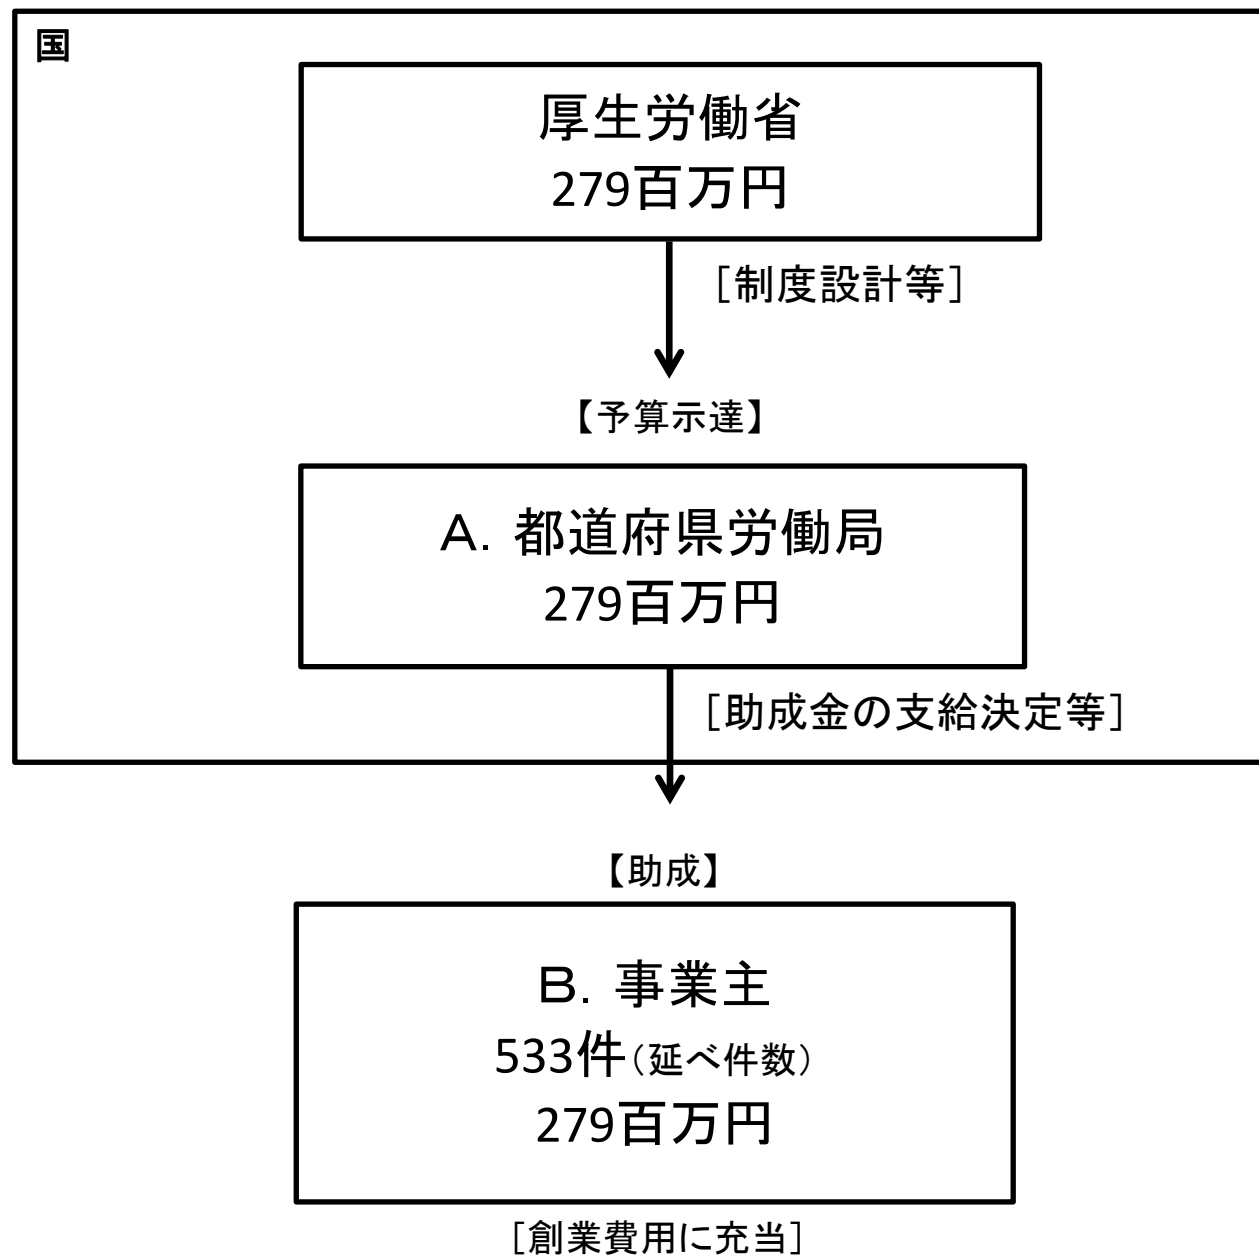 国
厚生労働省
279百万円
［制度設計等］
【予算示達】
A．都道府県労働局
279百万円
［助成金の支給決定等］
【助成】
B．事業主
533件（延べ件数）
279百万円
［創業費用に充当］